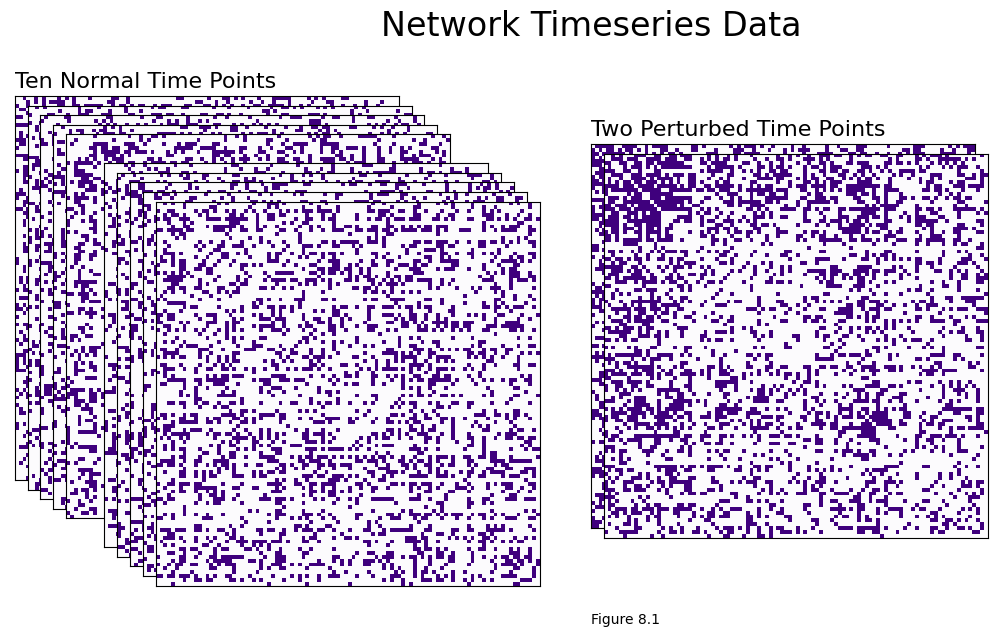 Network Timeseries Data
Ten Normal Time Points
Two Perturbed Time Points
Figure 8.1